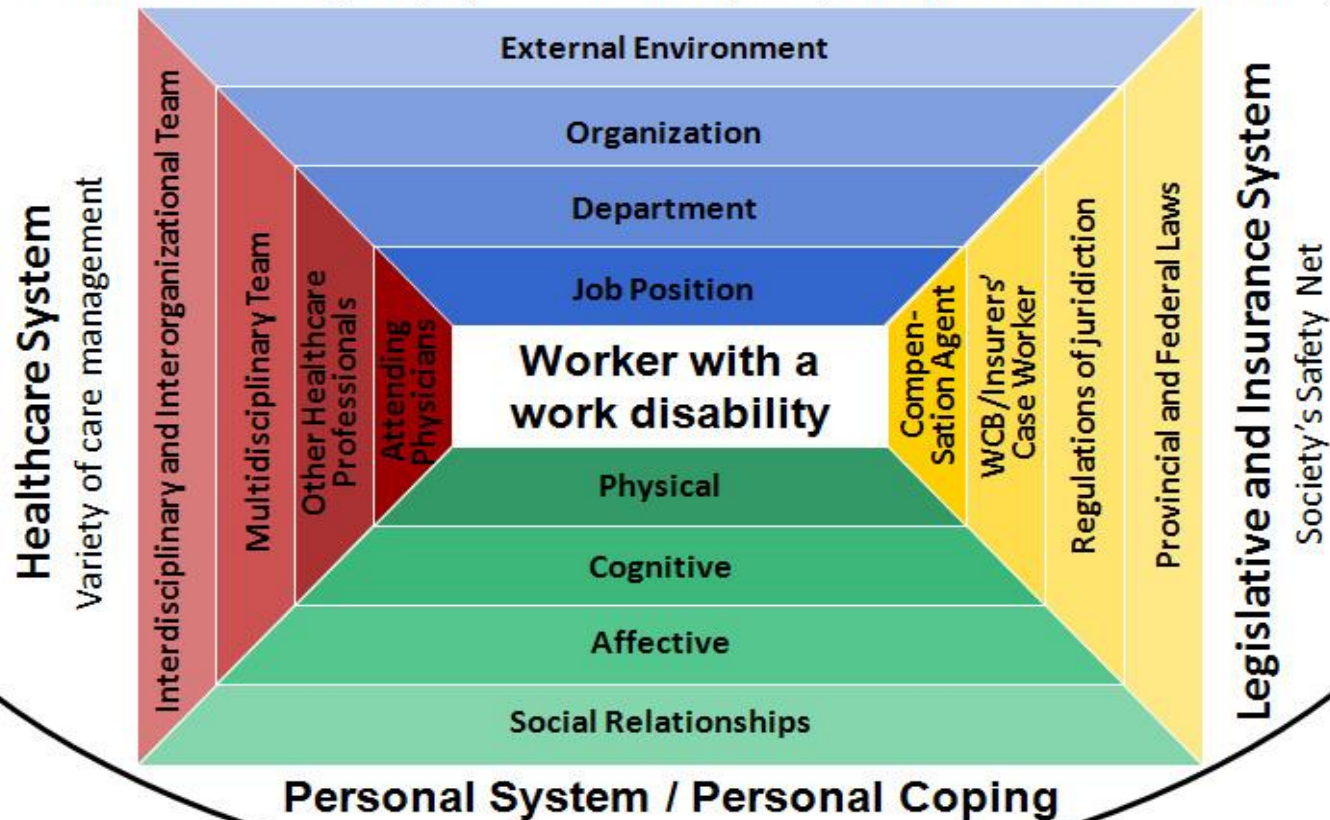 External Environment
Organization
Department
Job Position
Healthcare System
Variety of care management
Interdisciplinary and Interorganizational Team
Multidisciplinary Team
Other Healthcare
Professionals
Attending
Physicians
Worker with a
work disability
Compen-
Sation Agent
WCB/Insurers'
Case Worker
Regulations of juridiction
Provincial and Federal Laws
Legislative and Insurance System
Society's Safety Net
Physical
Cognitive
Affective
Social Relationships
Personal System / Personal Coping